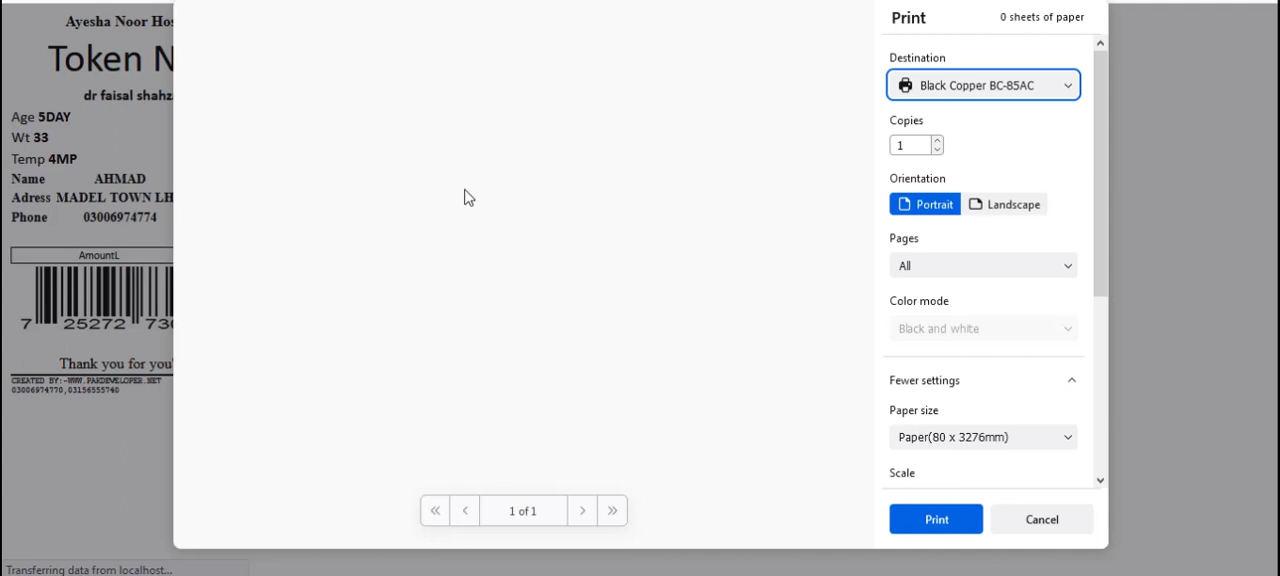 Ayesha Noor Hos
Token N
dr faisal shahza
Age 5DAY
Wt 33
Temp 4MP
Name AHMAD
Adress MADEL TOWN LH
Phone 03006974774
AmountL
7 25272 730
Thank you for you
CREATED BY:-WWW.PAKDEVELOPER.NET
03006974770,03156555740
Transferring data from localhost...
1 of 1
Print 0 sheets of paper
Destination
Black Copper BC-85AC
Copies
1
Orientation
Portrait Landscape
Pages
All
Color mode
Black and white
Fewer settings
Paper size
Paper(80 x 3276mm)
Scale
Print Cancel